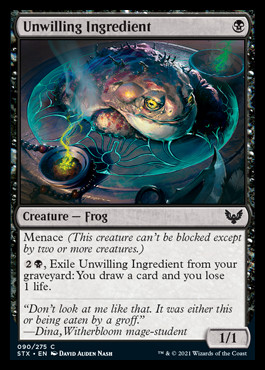 Unwilling Ingredient
Creature — Frog
Menace (This creature can't be blocked except
by two or more creatures.)
2, Exile Unwilling Ingredient from your
graveyard: You draw a card and you lose
1 life.
"Don't look at me like that. It was either this
or being eaten by a groff."
—Dina, Witherbloom mage-student
1/1
090/275 C
STX • EN DAVID AUDEN NASH
™ & © 2021 Wizards of the Coast